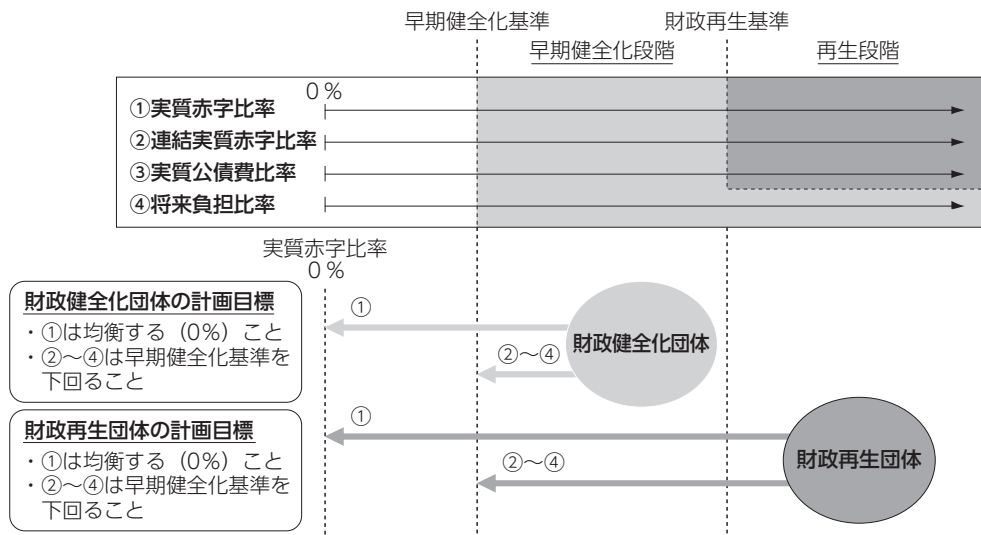 早期健全化基準
財政再生基準
早期健全化段階
再生段階
0%
①実質赤字比率
②連結実質赤字比率
③実質公債費比率
④将来負担比率
実質赤字比率
0%
財政健全化団体の計画目標
・①は均衡する（0%）こと
・②～④は早期健全化基準を
下回ること
①
②～④
財政健全化団体
財政再生団体の計画目標
・①は均衡する（0%）こと
・②～④は早期健全化基準を
下回ること
①
②～④
財政再生団体